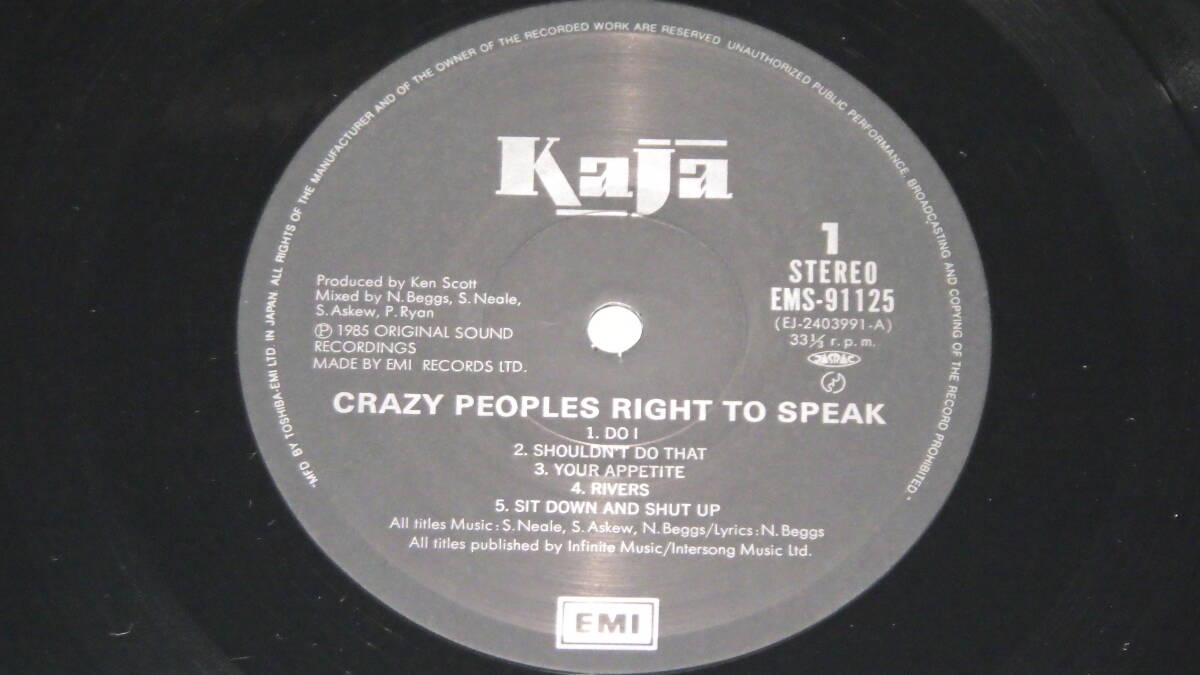 "MFD BY TOSHIBA-EMI LTD. IN JAPAN ALL RIGHTS OF THE MANUFACTURER AND OF THE OWNER OF THE RECORDED WORK ARE RESERVED UNAUTHORIZED PUBLIC PERFORMANCE, BROADCASTING AND COPYING OF THE RECORD PROHIBITED."
Kaja
1
STEREO
EMS-91125
(EJ-2403991-A)
33⅓ r.p.m.
JASRAC
Produced by Ken Scott
Mixed by N. Beggs, S. Neale,
S. Askew, P. Ryan
Ⓟ 1985 ORIGINAL SOUND
RECORDINGS
MADE BY EMI RECORDS LTD.
CRAZY PEOPLES RIGHT TO SPEAK
1. DO I
2. SHOULDN'T DO THAT
3. YOUR APPETITE
4. RIVERS
5. SIT DOWN AND SHUT UP
All titles Music: S. Neale, S. Askew, N. Beggs/Lyrics: N. Beggs
All titles published by Infinite Music/Intersong Music Ltd.
EMI